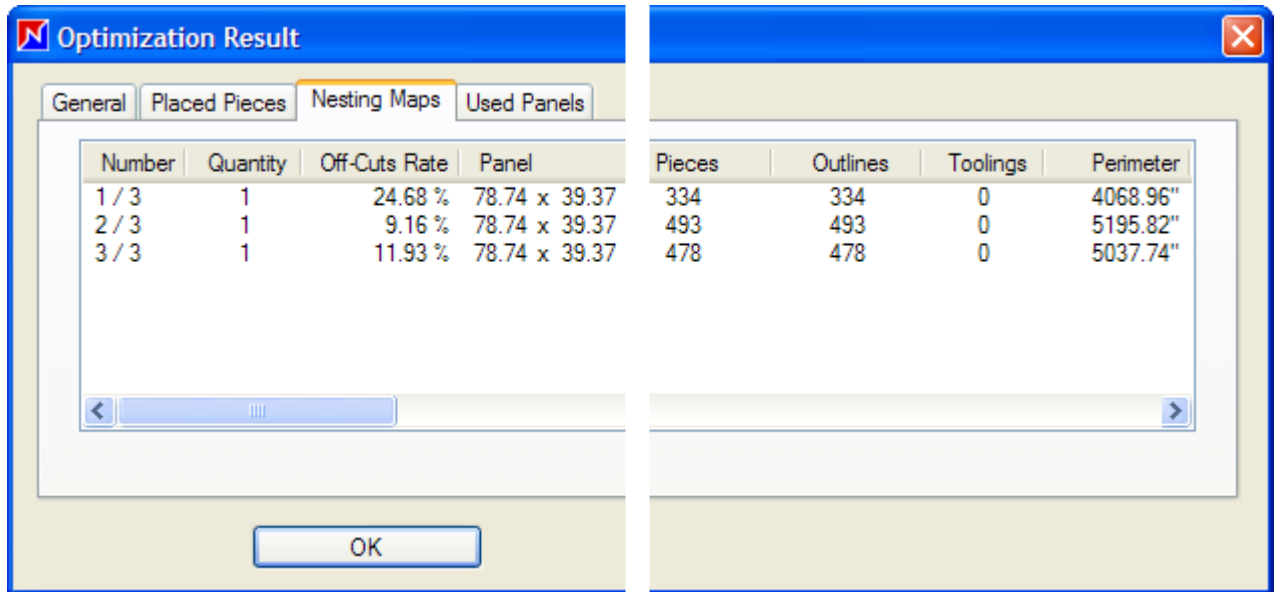 Optimization Result
General Placed Pieces Nesting Maps Used Panels
Number Quantity Off-Cuts Rate Panel Pieces Outlines Toolings Perimeter
1 / 3 1 24.68 % 78.74 x 39.37 334 334 0 4068.96"
2 / 3 1 9.16 % 78.74 x 39.37 493 493 0 5195.82"
3 / 3 1 11.93 % 78.74 x 39.37 478 478 0 5037.74"
OK